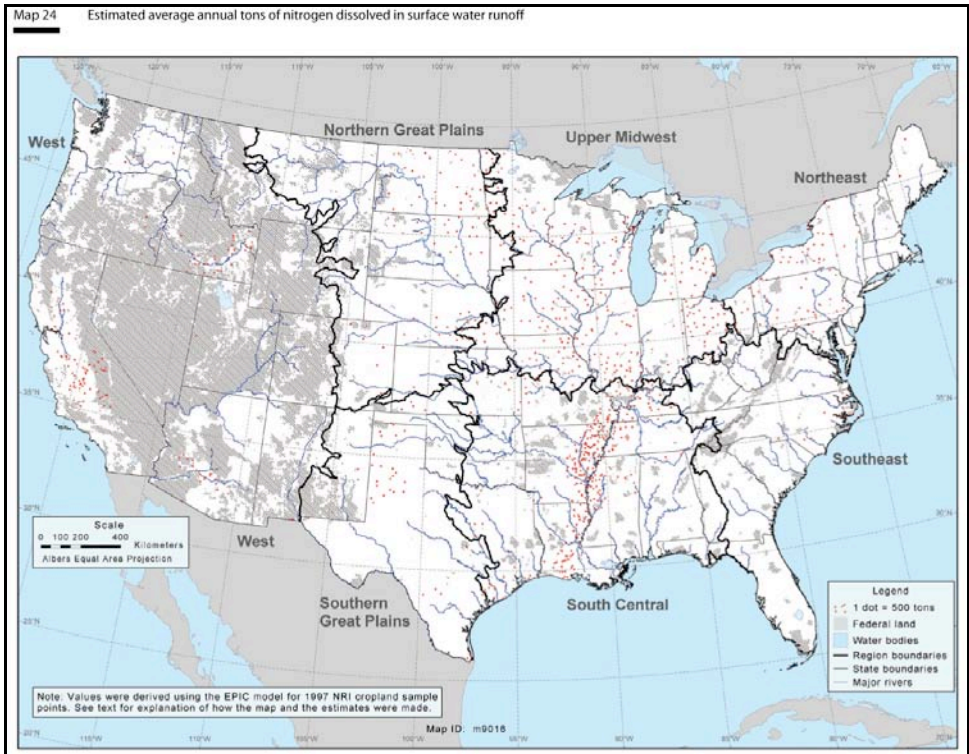 Map 24 Estimated average annual tons of nitrogen dissolved in surface water runoff
West
Northern Great Plains
Upper Midwest
Northeast
Southeast
West
Southern
Great Plains
South Central
Scale
0 100 200 400 Kilometers
Albers Equal Area Projection
Legend
1 dot = 500 tons
Federal land
Water bodies
Region boundaries
State boundaries
Major rivers
Note: Values were derived using the EPIC model for 1997 NRI cropland sample
points. See text for explanation of how the map and the estimates were made.
Map ID: m9016